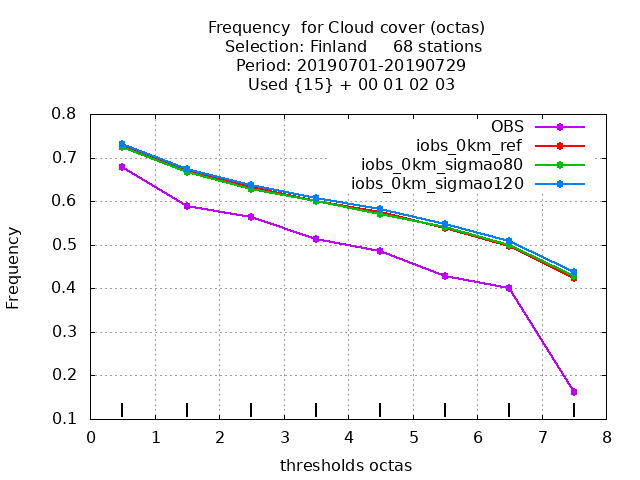 Frequency  for Cloud cover (octas)
Selection: Finland     68 stations
Period: 20190701-20190729
Used {15} + 00 01 02 03
OBS
iobs_0km_ref
iobs_0km_sigmao80
iobs_0km_sigmao120
Frequency
0.8
0.7
0.6
0.5
0.4
0.3
0.2
0.1
0 1 2 3 4 5 6 7 8
thresholds octas